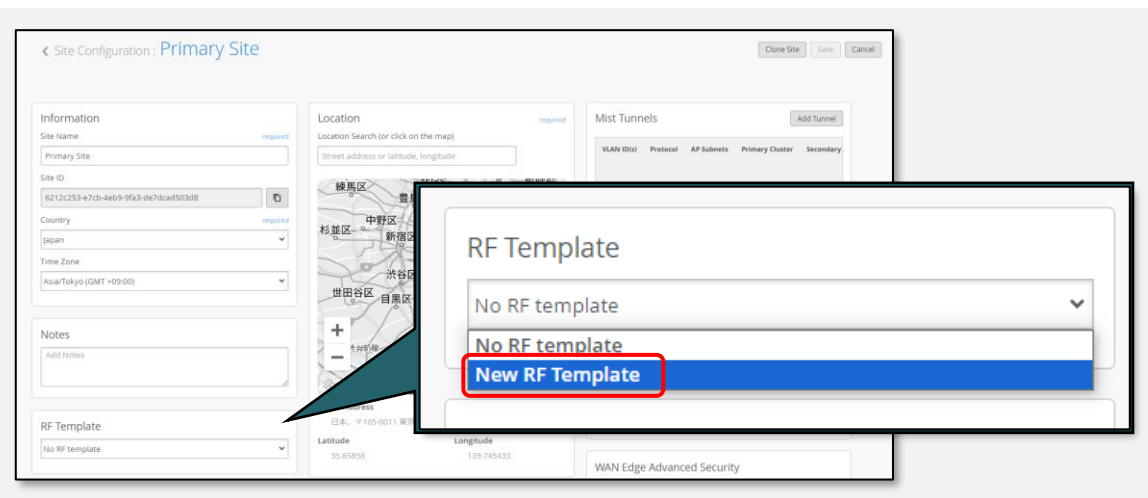 Site Configuration : Primary Site
Clone Site
Save
Cancel
Information
Site Name
required
Primary Site
Site ID
6212c253-e7cb-4eb9-9fa3-de7dcad503d8
Country
required
Japan
Time Zone
Asia/Tokyo (GMT +09:00)
Notes
Add Notes
RF Template
No RF template
Location
required
Location Search (or click on the map)
Street address or latitude, longitude
練馬区
中野区
杉並区
新宿区
渋谷区
世田谷区
目黒区
+
−
日本、〒105-0011
Latitude
Longitude
35.65858
139.745433
Mist Tunnels
Add Tunnel
VLAN ID(s)
Protocol
AP Subnets
Primary Cluster
Secondary
RF Template
No RF template
No RF template
New RF Template
WAN Edge Advanced Security